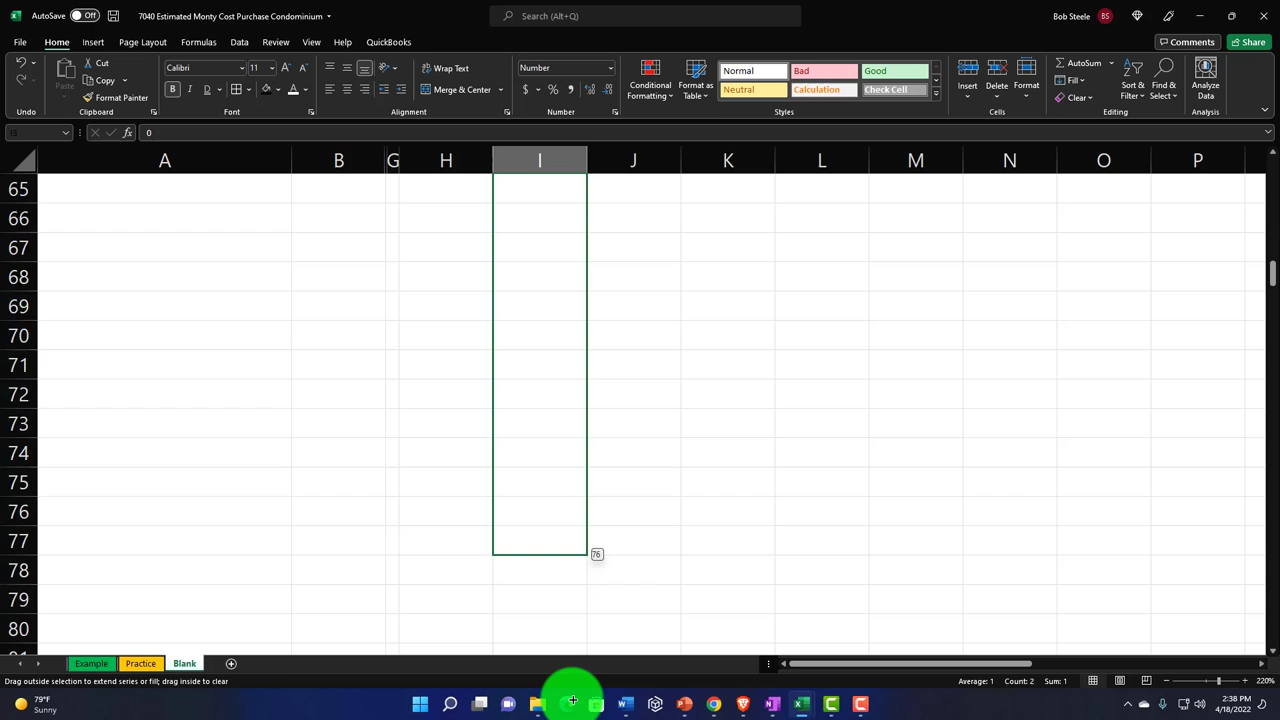 AutoSave Off 7040 Estimated Monty Cost Purchase Condominium Search (Alt+Q) Bob Steele BS
File Home Insert Draw Page Layout Formulas Data Review View Help QuickBooks Comments Share
Cut
Copy
Paste
Format Painter
Calibri 11
B I U
Wrap Text
Merge & Center
Number
$ % ,
Conditional Formatting
Format as Table
Normal Bad Good
Neutral Calculation Check Cell
Insert Delete Format
AutoSum
Fill
Clear
Sort & Filter
Find & Select
Analyze Data
Undo Clipboard Font Alignment Number Styles Cells Editing Analysis
I3 fx 0
A B G H I J K L M N O P
65
66
67
68
69
70
71
72
73
74
75
76
77
76
78
79
80
Example Practice Blank
Drag outside selection to extend series or fill; drag inside to clear Average: 1 Count: 2 Sum: 1 220%
79°F
Sunny
2:38 PM
4/18/2022